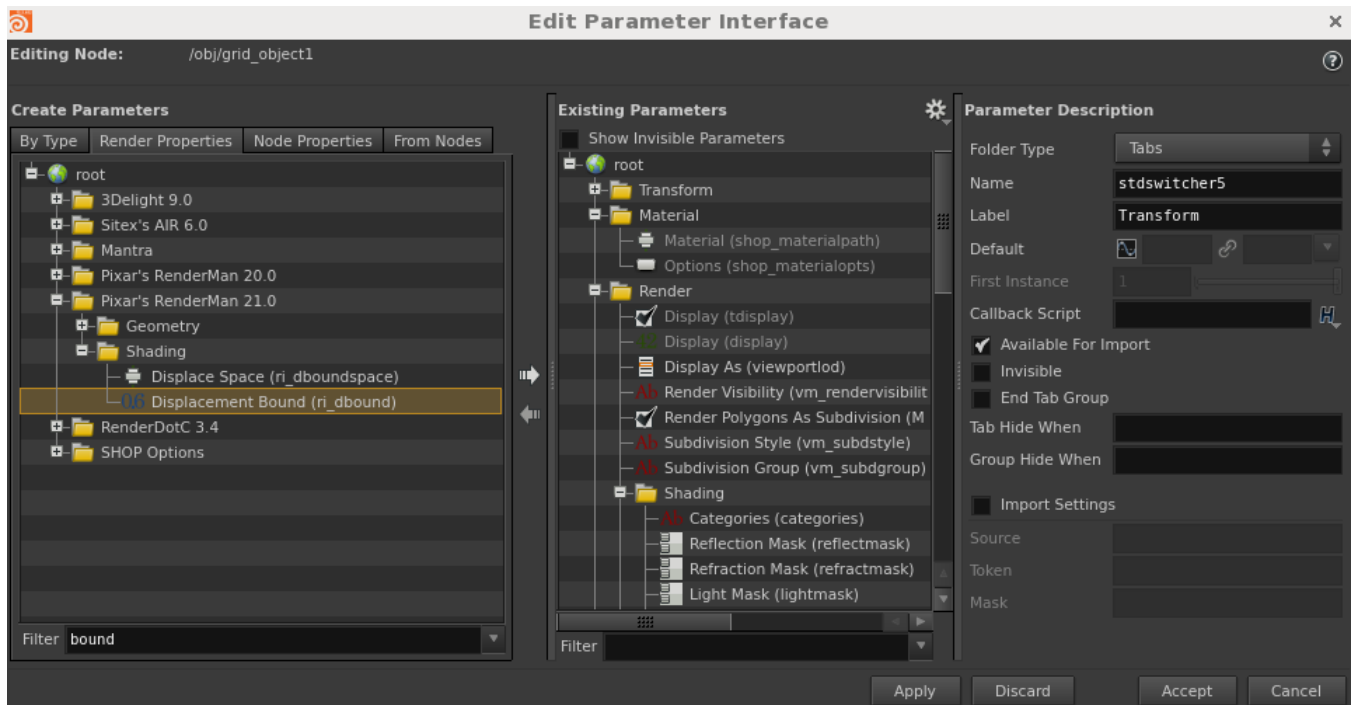 Edit Parameter Interface
Editing Node: /obj/grid_object1
Create Parameters
By Type Render Properties Node Properties From Nodes
root
3Delight 9.0
Sitex's AIR 6.0
Mantra
Pixar's RenderMan 20.0
Pixar's RenderMan 21.0
Geometry
Shading
Displace Space (ri_dboundspace)
Displacement Bound (ri_dbound)
RenderDotC 3.4
SHOP Options
Filter bound
Existing Parameters
Show Invisible Parameters
root
Transform
Material
Material (shop_materialpath)
Options (shop_materialopts)
Render
Display (tdisplay)
Display (display)
Display As (viewportlod)
Render Visibility (vm_rendervisibilit
Render Polygons As Subdivision (M
Subdivision Style (vm_subdstyle)
Subdivision Group (vm_subdgroup)
Shading
Categories (categories)
Reflection Mask (reflectmask)
Refraction Mask (refractmask)
Light Mask (lightmask)
Filter
Parameter Description
Folder Type Tabs
Name stdswitcher5
Label Transform
Default
First Instance 1
Callback Script
Available For Import
Invisible
End Tab Group
Tab Hide When
Group Hide When
Import Settings
Source
Token
Mask
Apply Discard Accept Cancel